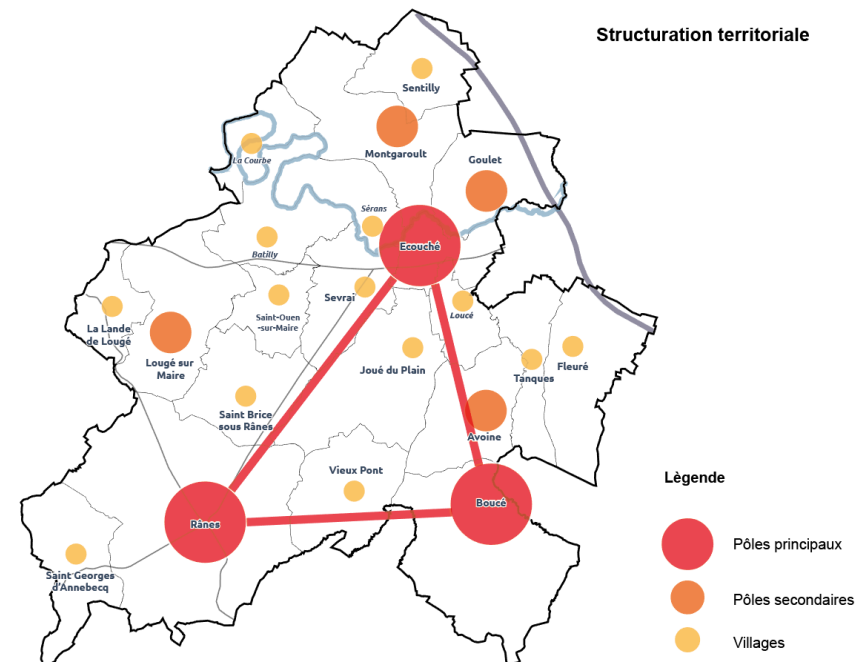 Structuration territoriale
Sentilly
Montgaroult
Goulet
La Courbe
Sérans
Ecouché
Batilly
Sevrai
Saint-Ouen
-sur-Maire
Loucé
La Lande
de Lougé
Lougé sur
Maire
Joué du Plain
Tanques
Fleuré
Saint Brice
sous Rânes
Avoine
Vieux Pont
Boucé
Rânes
Saint Georges
d'Annebecq
Lègende
Pôles principaux
Pôles secondaires
Villages